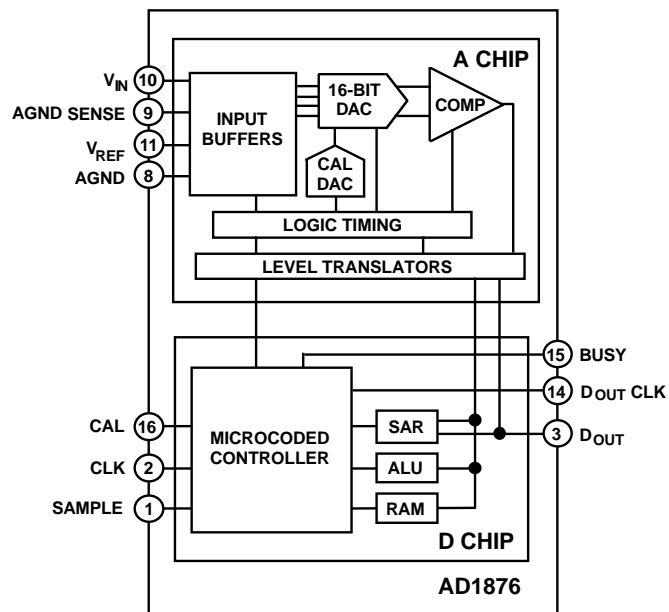 A CHIP
V_IN 10
AGND SENSE 9
V_REF 11
AGND 8
INPUT
BUFFERS
16-BIT
DAC
COMP
CAL
DAC
LOGIC TIMING
LEVEL TRANSLATORS
15 BUSY
14 D_OUT CLK
3 D_OUT
CAL 16
CLK 2
SAMPLE 1
MICROCODED
CONTROLLER
SAR
ALU
RAM
D CHIP
AD1876